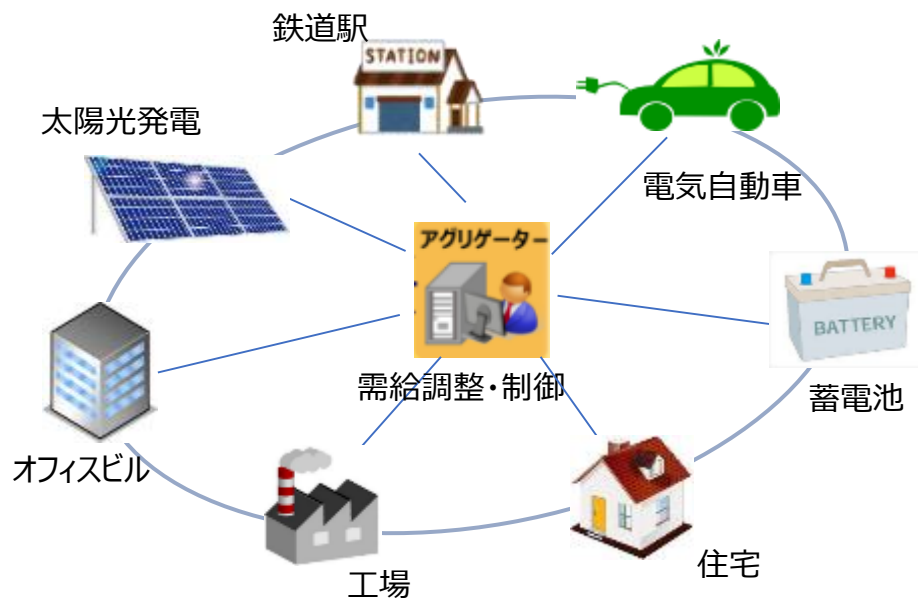 鉄道駅
STATION
太陽光発電
電気自動車
アグリゲーター
BATTERY
需給調整・制御
蓄電池
オフィスビル
住宅
工場